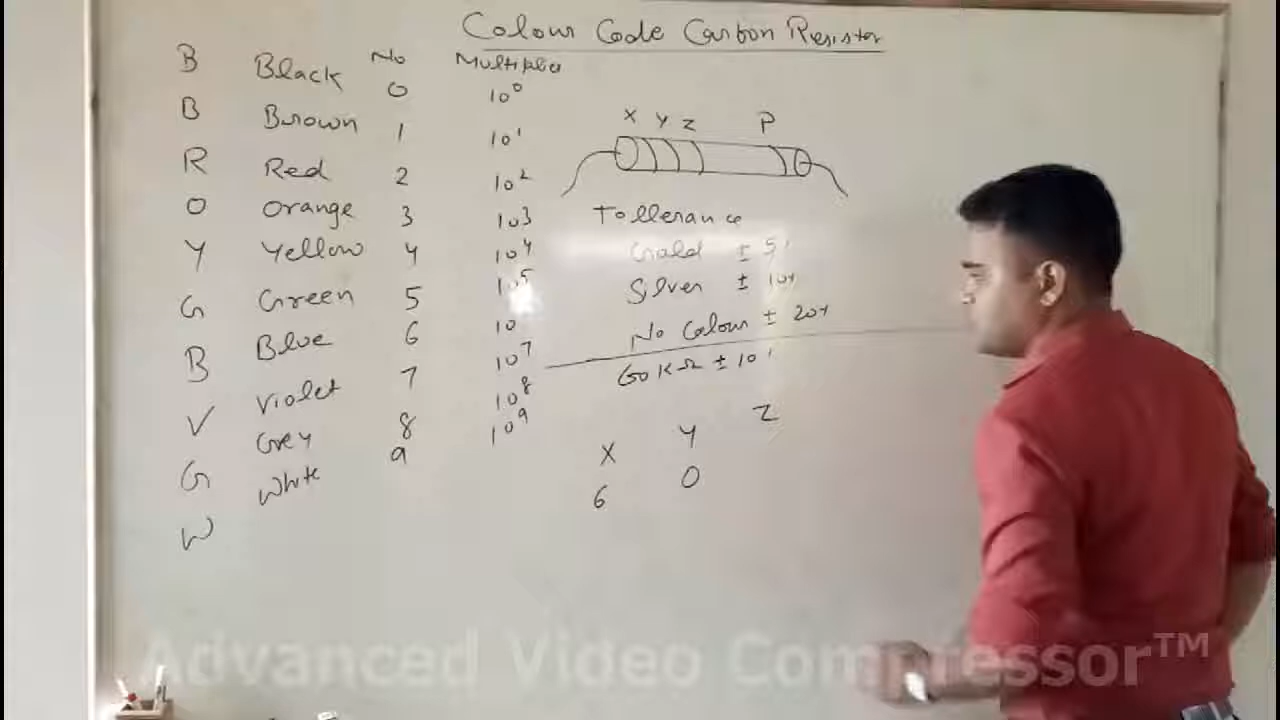 Colour Code Carbon Resistor
No Multiplier
B Black 0 10⁰
B Brown 1 10¹
R Red 2 10²
O Orange 3 10³
Y Yellow 4 10⁴
G Green 5 10⁵
B Blue 6 10
V Violet 7 10⁷
G Grey 8 10⁸
W White 9 10⁹
X Y Z P
Tollerance
Gold ± 5
Silver ± 10%
No Colour ± 20%
60 K Ω ± 10
X Y Z
6 0
Advanced Video Compressor™